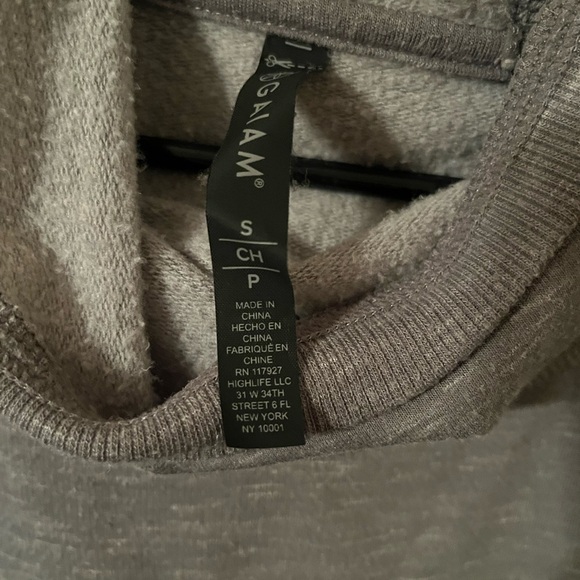 GAIAM®
S
CH
P
MADE IN
CHINA
HECHO EN
CHINA
FABRIQUÉ EN
CHINE
RN 117927
HIGHLIFE LLC
31 W 34TH
STREET 6 FL
NEW YORK
NY 10001